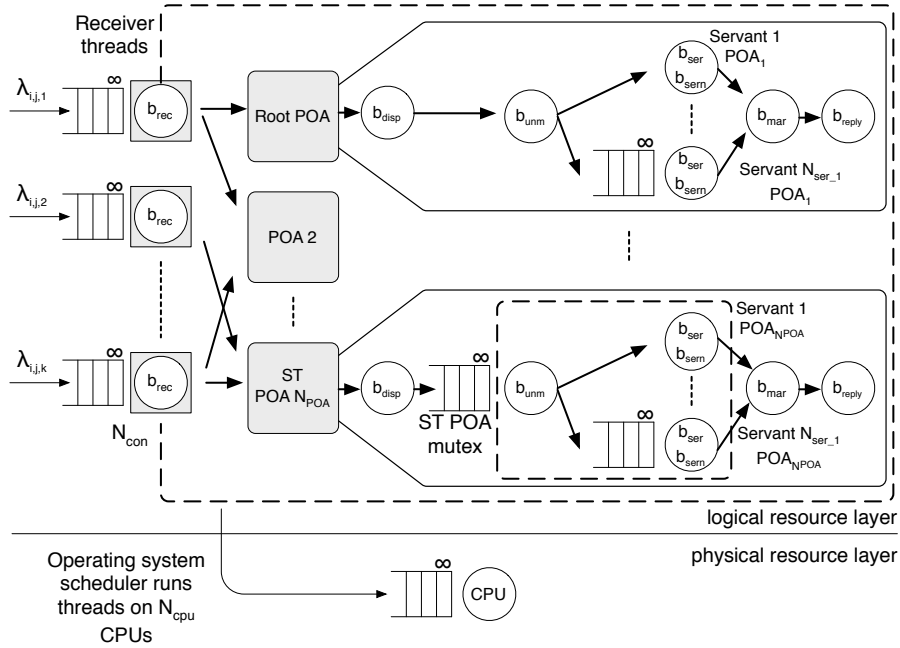 Receiver
threads
λi,j,1
∞
brec
Root POA
bdisp
bunm
∞
bser
bsern
Servant 1
POA1
bser
bsern
bmar
breply
Servant Nser_1
POA1
λi,j,2
∞
brec
POA 2
λi,j,k
∞
brec
Ncon
ST
POA NPOA
bdisp
∞
ST POA
mutex
bunm
∞
bser
bsern
Servant 1
POANPOA
bser
bsern
bmar
breply
Servant Nser_1
POANPOA
logical resource layer
physical resource layer
Operating system
scheduler runs
threads on Ncpu
CPUs
∞
CPU